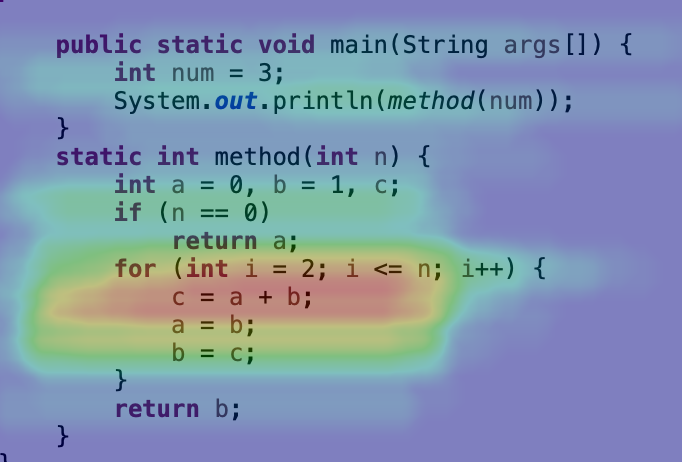 public static void main(String args[]) {
int num = 3;
System.out.println(method(num));
}
static int method(int n) {
int a = 0, b = 1, c;
if (n == 0)
return a;
for (int i = 2; i <= n; i++) {
c = a + b;
a = b;
b = c;
}
return b;
}
}